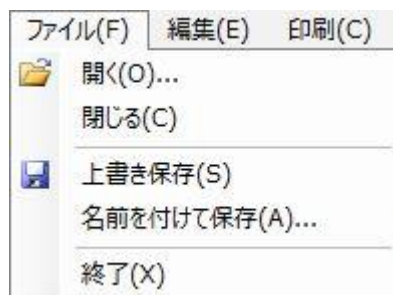 ファイル(F) 編集(E) 印刷(C)
開く(O)...
閉じる(C)
上書き保存(S)
名前を付けて保存(A)...
終了(X)